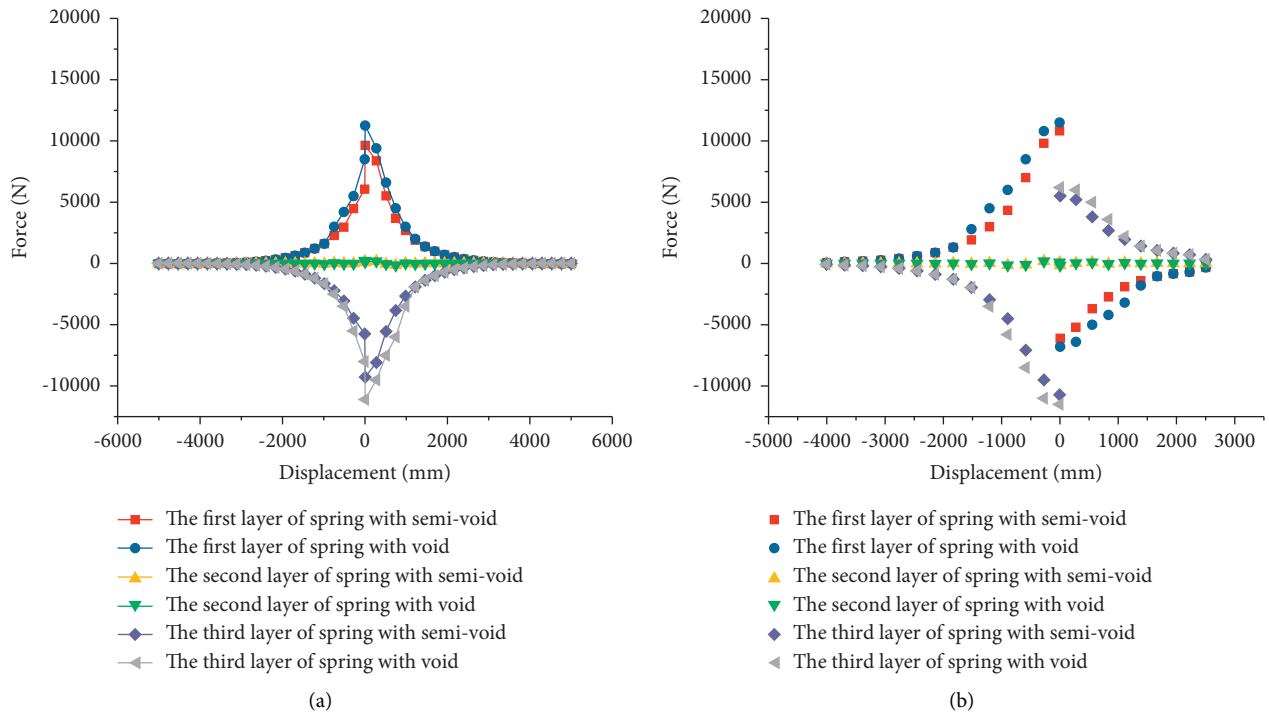 20000
15000
10000
5000
0
-5000
-10000
Force (N)
-6000 -4000 -2000 0 2000 4000 6000
Displacement (mm)
The first layer of spring with semi-void
The first layer of spring with void
The second layer of spring with semi-void
The second layer of spring with void
The third layer of spring with semi-void
The third layer of spring with void
(a)
20000
15000
10000
5000
0
-5000
-10000
Force (N)
-5000 -4000 -3000 -2000 -1000 0 1000 2000 3000
Displacement (mm)
The first layer of spring with semi-void
The first layer of spring with void
The second layer of spring with semi-void
The second layer of spring with void
The third layer of spring with semi-void
The third layer of spring with void
(b)